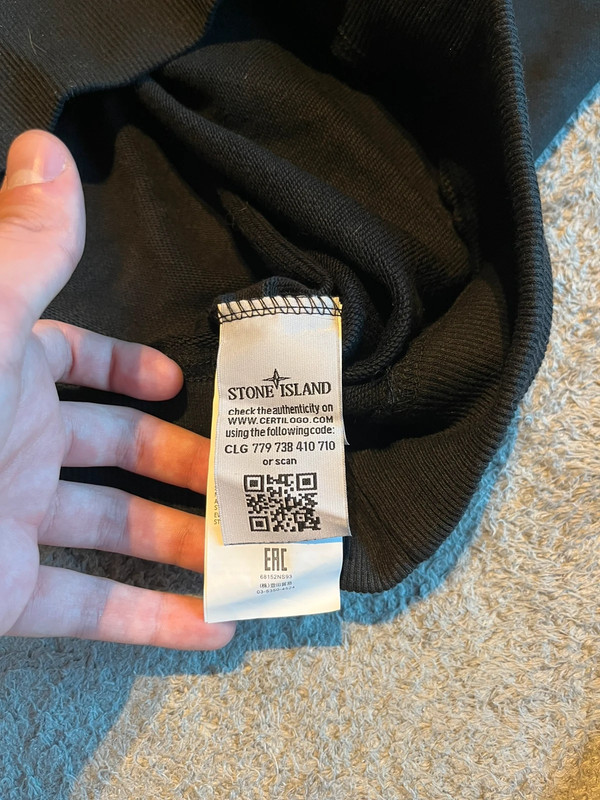 STONE ISLAND
check the authenticity on
WWW.CERTILOGO.COM
using the following code:
CLG 779 738 410 710
or scan
EAC
68152NS93